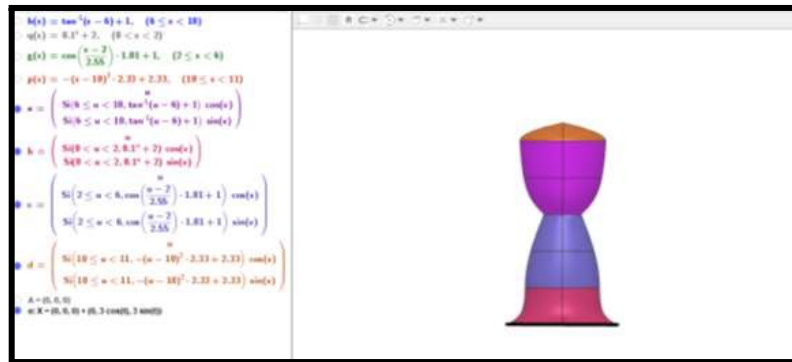 h(x) = tan⁻¹(x − 6) + 1, (6 ≤ x < 10)
q(x) = 0.1ˣ + 2, (0 < x < 2)
g(x) = cos((x − 2)/2.55) · 1.01 + 1, (2 ≤ x < 6)
p(x) = −(x − 10)² · 2.33 + 2.33, (10 ≤ x < 11)
a =
u
Si(6 ≤ u < 10, tan⁻¹(u − 6) + 1) cos(v)
Si(6 ≤ u < 10, tan⁻¹(u − 6) + 1) sin(v)
b =
u
Si(0 < u < 2, 0.1ᵘ + 2) cos(v)
Si(0 < u < 2, 0.1ᵘ + 2) sin(v)
c =
u
Si(2 ≤ u < 6, cos((u − 2)/2.55) · 1.01 + 1) cos(v)
Si(2 ≤ u < 6, cos((u − 2)/2.55) · 1.01 + 1) sin(v)
d =
u
Si(10 ≤ u < 11, −(u − 10)² · 2.33 + 2.33) cos(v)
Si(10 ≤ u < 11, −(u − 10)² · 2.33 + 2.33) sin(v)
A = (0, 0, 0)
X = (0, 0, 0) + (0, 3 cos(t), 3 sin(t))